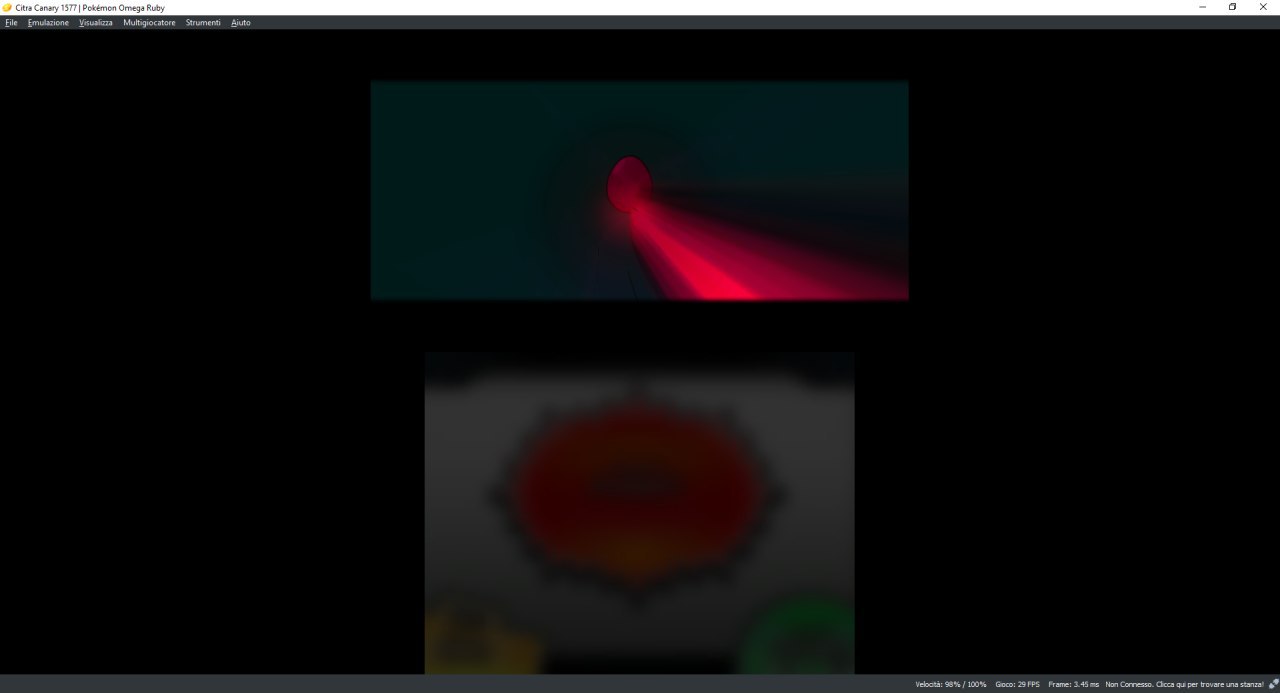 Citra Canary 1577 | Pokémon Omega Ruby
File Emulazione Visualizza Multigiocatore Strumenti Aiuto
Velocità: 98% / 100% Gioco: 29 FPS Frame: 3.45 ms Non Connesso. Clicca qui per trovare una stanza!